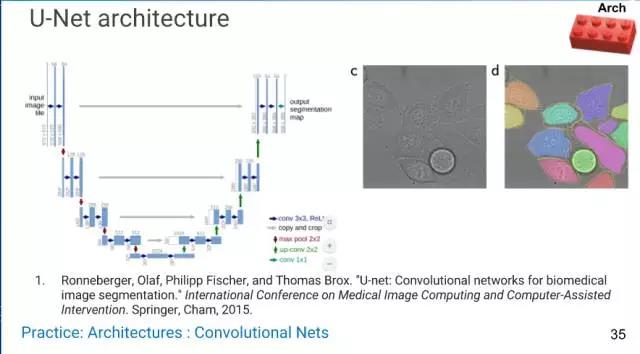 U-Net architecture
Arch
input
image
tile
output
segmentation
map
c
d
conv 3x3, ReL
copy and crop
max pool 2x2
up-conv 2x2
conv 1x1
1. Ronneberger, Olaf, Philipp Fischer, and Thomas Brox. "U-net: Convolutional networks for biomedical
image segmentation." International Conference on Medical Image Computing and Computer-Assisted
Intervention. Springer, Cham, 2015.
Practice: Architectures : Convolutional Nets
35